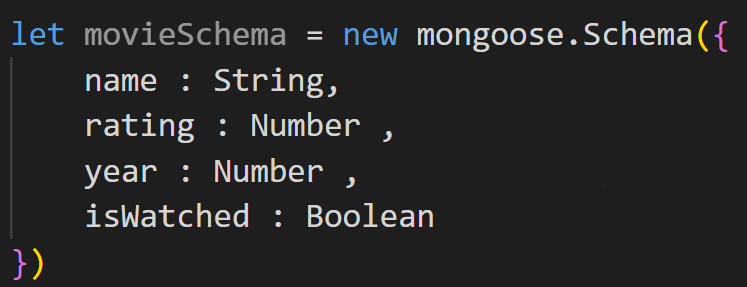 let movieSchema = new mongoose.Schema({
    name : String,
    rating : Number ,
    year : Number ,
    isWatched : Boolean
})